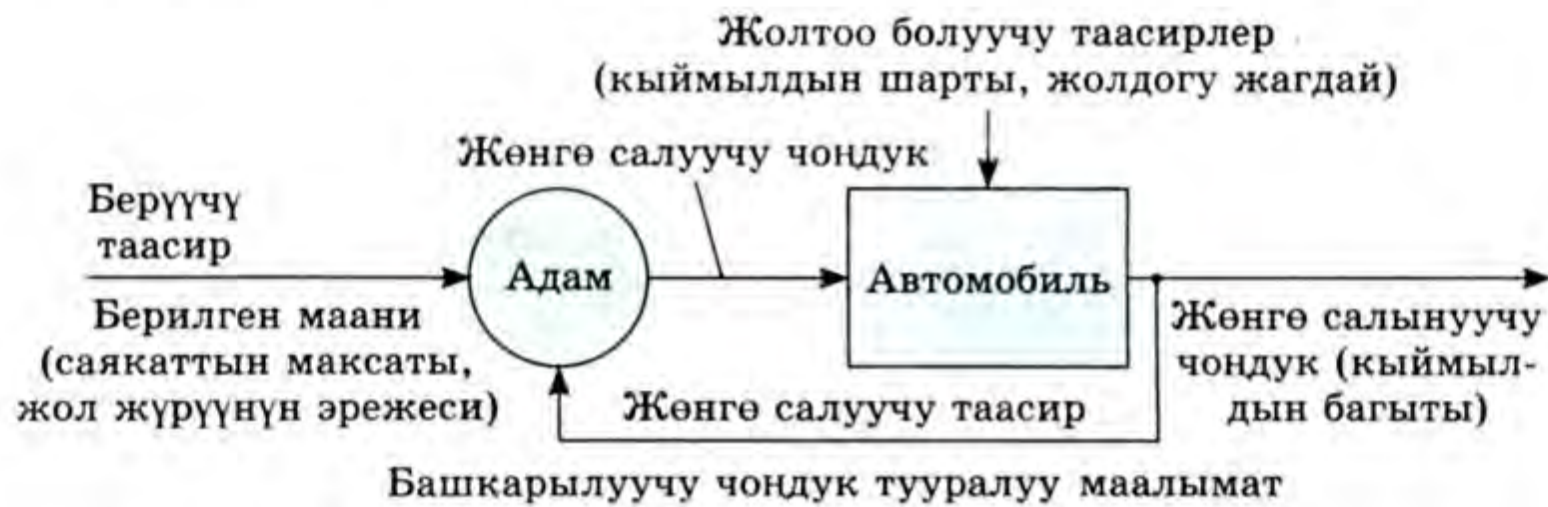 Жолтоо болуучу таасирлер
(кыймылдын шарты, жолдогу жагдай)
Жөнгө салуучу чоңдук
Берүүчү
таасир
Адам
Автомобиль
Берилген маани
(саякаттын максаты,
жол жүрүүнүн эрежеси)
Жөнгө салынуучу
чоңдук (кыймыл-
дын багыты)
Жөнгө салуучу таасир
Башкарылуучу чоңдук тууралуу маалымат